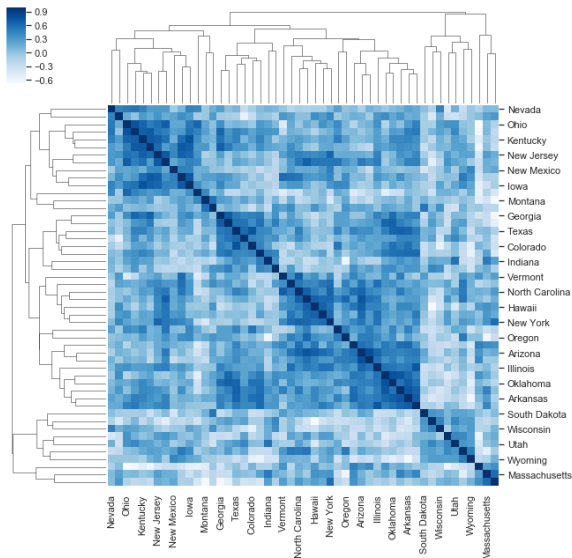 0.9
0.6
0.3
0.0
−0.3
−0.6
Nevada
Ohio
Kentucky
New Jersey
New Mexico
Iowa
Montana
Georgia
Texas
Colorado
Indiana
Vermont
North Carolina
Hawaii
New York
Oregon
Arizona
Illinois
Oklahoma
Arkansas
South Dakota
Wisconsin
Utah
Wyoming
Massachusetts
Nevada
Ohio
Kentucky
New Jersey
New Mexico
Iowa
Montana
Georgia
Texas
Colorado
Indiana
Vermont
North Carolina
Hawaii
New York
Oregon
Arizona
Illinois
Oklahoma
Arkansas
South Dakota
Wisconsin
Utah
Wyoming
Massachusetts